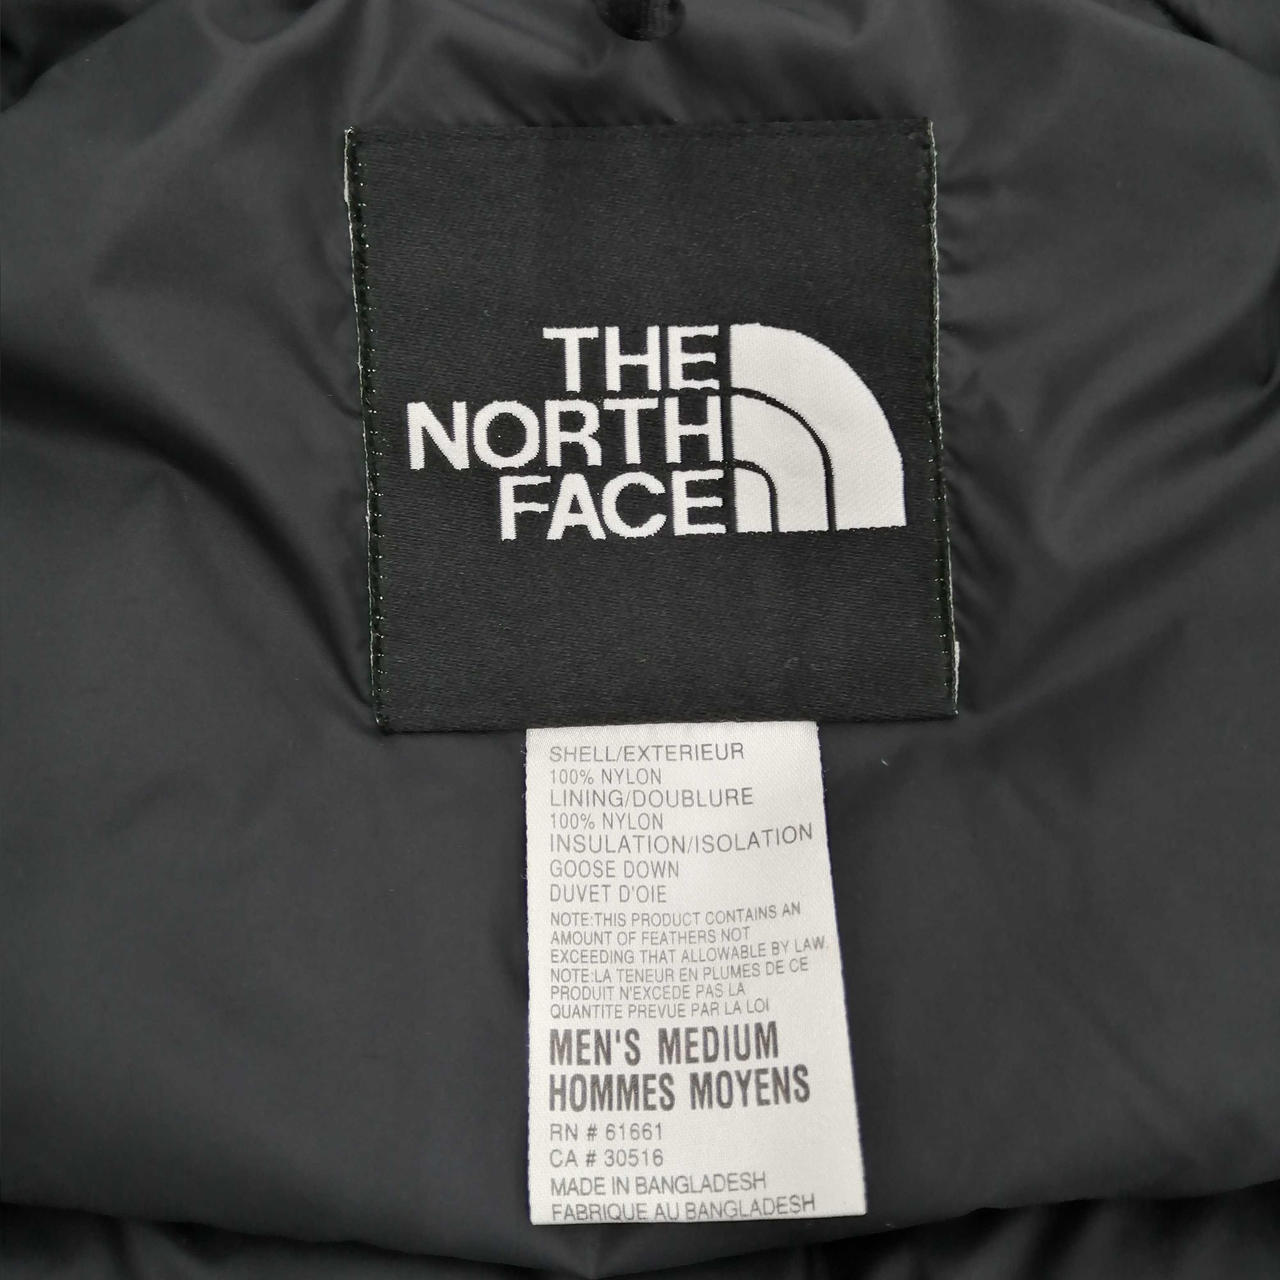 THE
NORTH
FACE
SHELL/EXTERIEUR
100% NYLON
LINING/DOUBLURE
100% NYLON
INSULATION/ISOLATION
GOOSE DOWN
DUVET D'OIE
NOTE:THIS PRODUCT CONTAINS AN
AMOUNT OF FEATHERS NOT
EXCEEDING THAT ALLOWABLE BY LAW.
NOTE:LA TENEUR EN PLUMES DE CE
PRODUIT N'EXCEDE PAS LA
QUANTITE PREVUE PAR LA LOI
MEN'S MEDIUM
HOMMES MOYENS
RN # 61661
CA # 30516
MADE IN BANGLADESH
FABRIQUE AU BANGLADESH